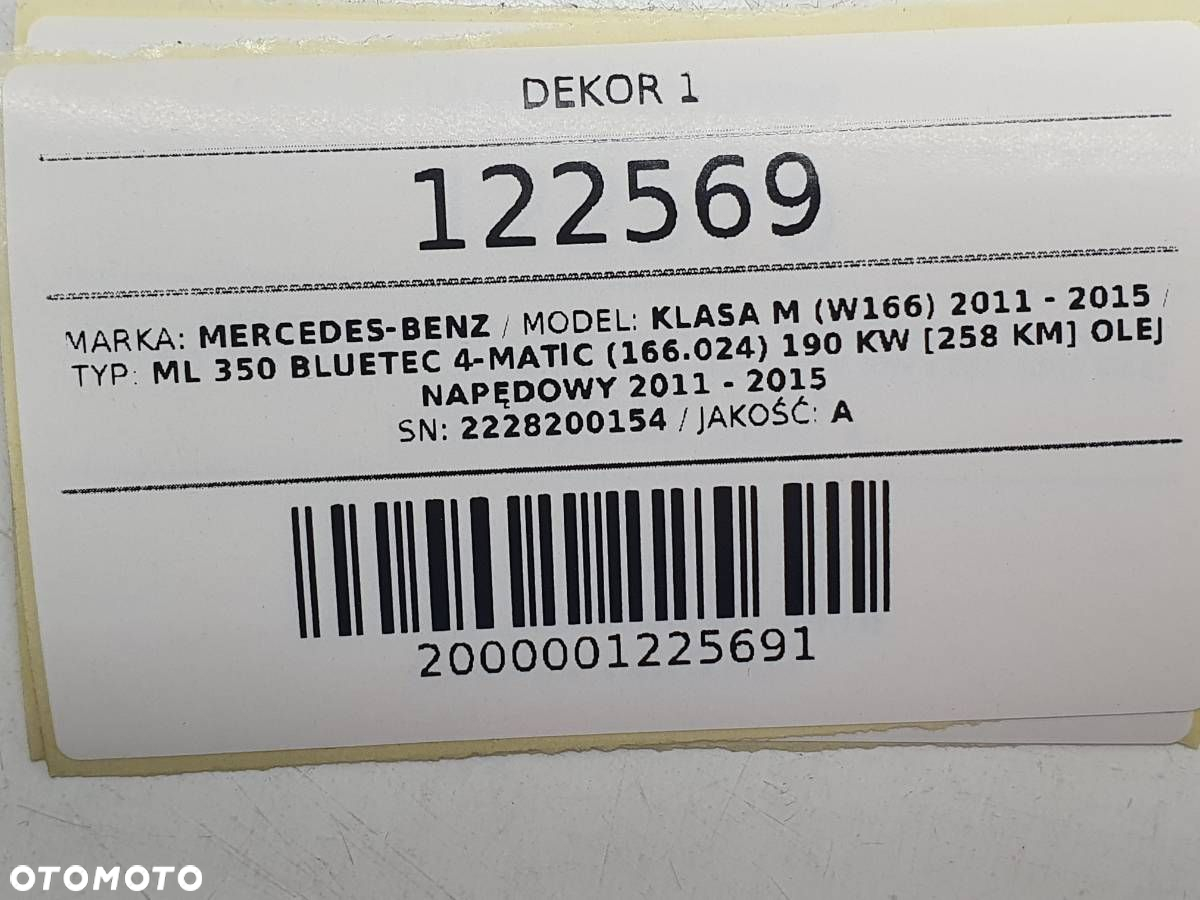 DEKOR 1
122569
MARKA: MERCEDES-BENZ / MODEL: KLASA M (W166) 2011 - 2015 /
TYP: ML 350 BLUETEC 4-MATIC (166.024) 190 KW [258 KM] OLEJ
NAPĘDOWY 2011 - 2015
SN: 2228200154 / JAKOŚĆ: A
2000001225691
OTOMOTO